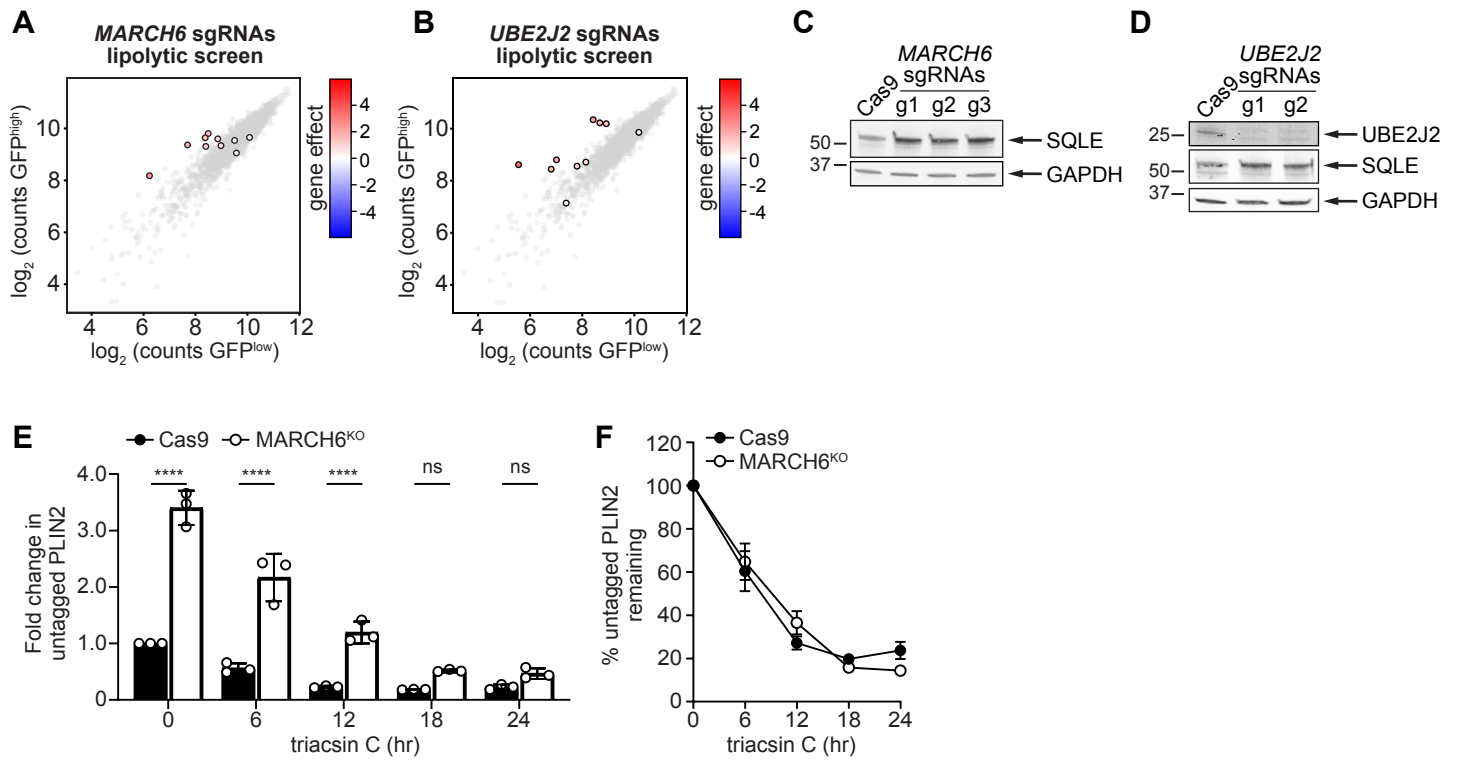 A
MARCH6 sgRNAs
lipolytic screen
log2 (counts GFPhigh)
10
8
6
4
4 6 8 10 12
log2 (counts GFPlow)
gene effect
4
2
0
-2
-4
B
UBE2J2 sgRNAs
lipolytic screen
log2 (counts GFPhigh)
10
8
6
4
4 6 8 10 12
log2 (counts GFPlow)
gene effect
4
2
0
-2
-4
C
MARCH6
sgRNAs
Cas9 g1 g2 g3
50
SQLE
37
GAPDH
D
UBE2J2
sgRNAs
Cas9 g1 g2
25
UBE2J2
50
SQLE
37
GAPDH
E
Cas9 MARCH6KO
Fold change in
untagged PLIN2
4.0
3.0
2.0
1.0
0
**** **** **** ns ns
0 6 12 18 24
triacsin C (hr)
F
Cas9
MARCH6KO
% untagged PLIN2
remaining
120
100
80
60
40
20
0
0 6 12 18 24
triacsin C (hr)